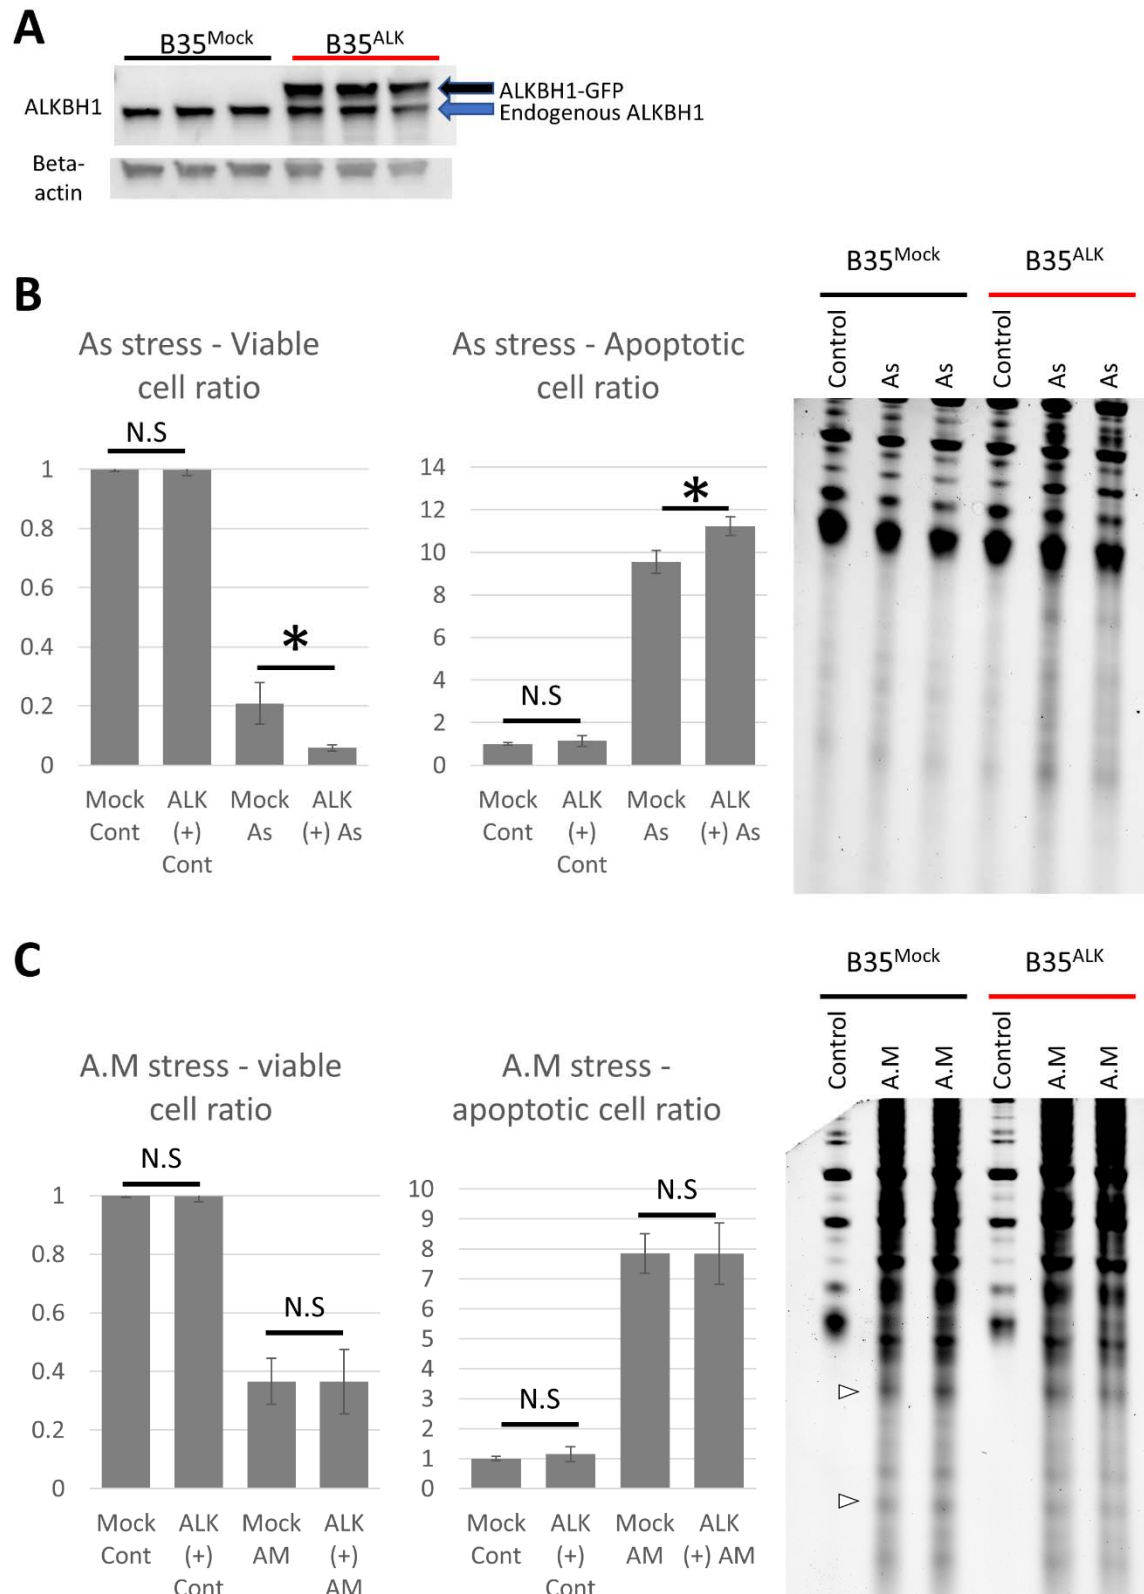 A
B35Mock
B35ALK
ALKBH1
ALKBH1-GFP
Endogenous ALKBH1
Beta-
actin
B
As stress - Viable
cell ratio
N.S
*
1
0.8
0.6
0.4
0.2
0
Mock
Cont
ALK
(+)
Cont
Mock
As
ALK
(+) As
As stress - Apoptotic
cell ratio
N.S
*
14
12
10
8
6
4
2
0
Mock
Cont
ALK
(+)
Cont
Mock
As
ALK
(+) As
B35Mock
B35ALK
Control
As
As
Control
As
As
C
A.M stress - viable
cell ratio
N.S
N.S
1
0.8
0.6
0.4
0.2
0
Mock
Cont
ALK
(+)
Cont
Mock
AM
ALK
(+)
AM
A.M stress -
apoptotic cell ratio
N.S
N.S
10
9
8
7
6
5
4
3
2
1
0
Mock
Cont
ALK
(+)
Cont
Mock
AM
ALK
(+) AM
B35Mock
B35ALK
Control
A.M
A.M
Control
A.M
A.M